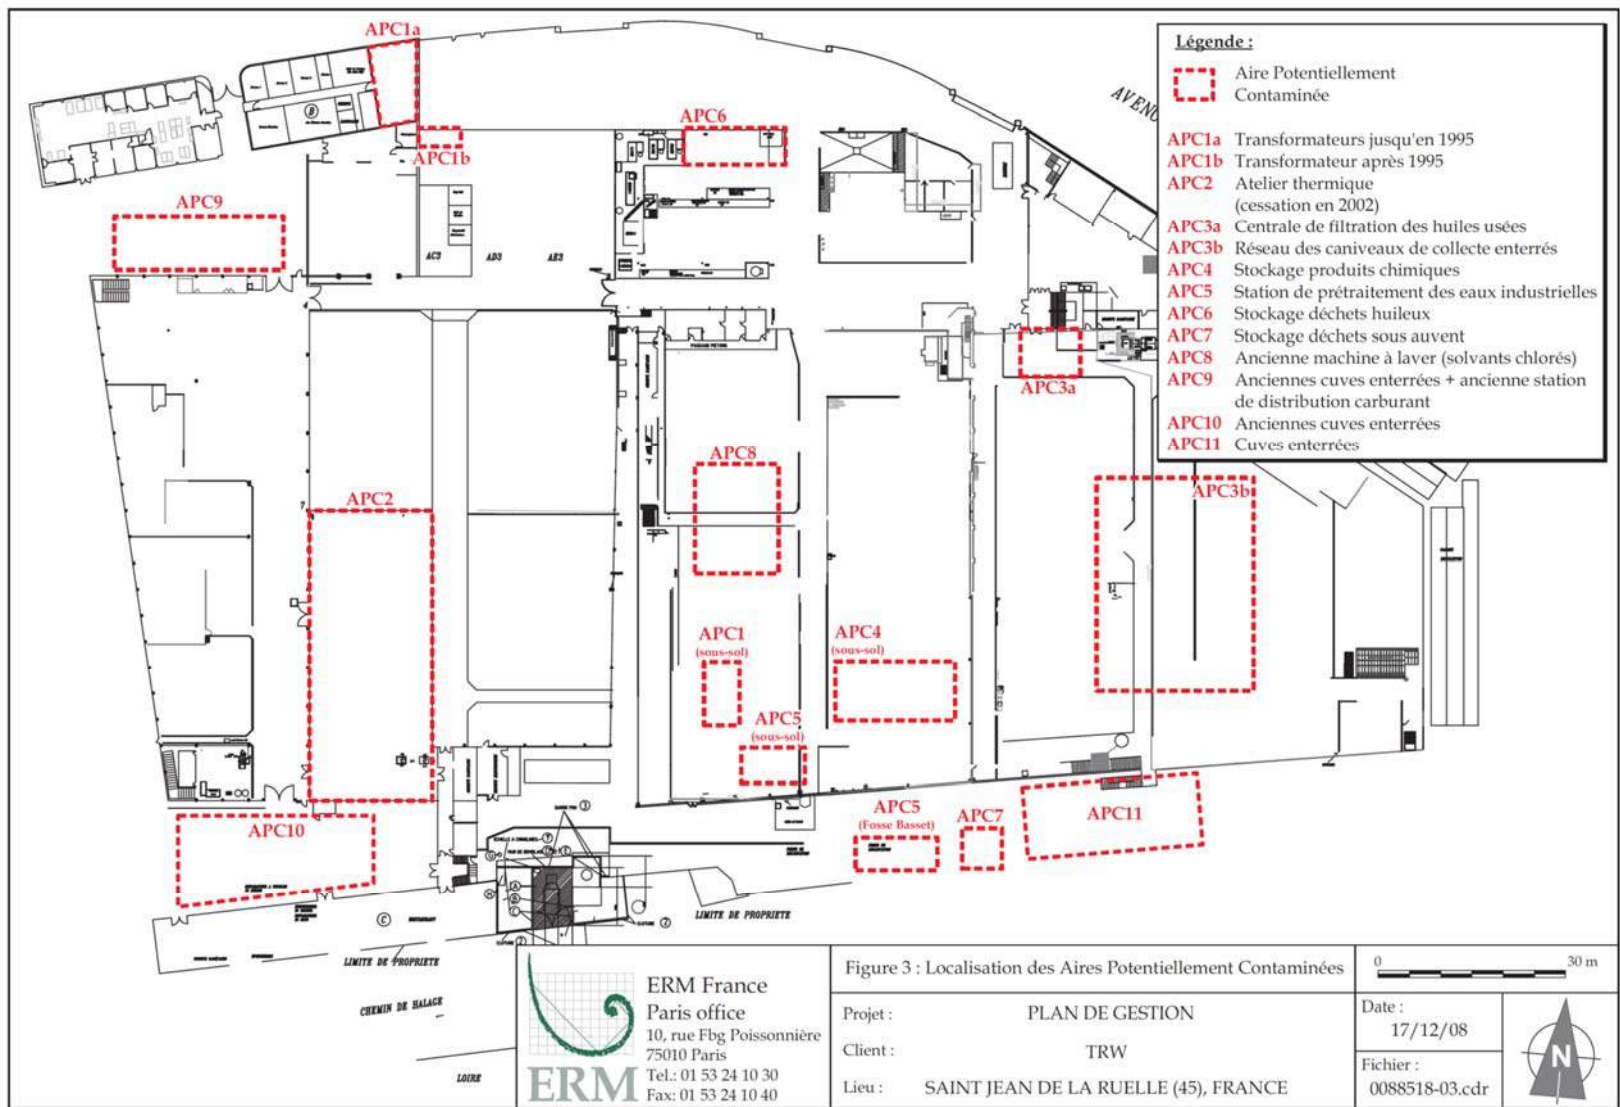 APC1a
APC1b
APC6
APC9
AVENU
B
AC3
AD3
AE3
PASSAGE PIETONS
APC3a
APC8
APC2
APC3b
APC1
(sous-sol)
APC4
(sous-sol)
APC5
(sous-sol)
APC10
APC5
(Fosse Basset)
APC7
APC11
LIMITE DE PROPRIETE
C
RESTAURANT
LIMITE DE PROPRIETE
CHEMIN DE HALAGE
LOIRE
Légende :
Aire Potentiellement
Contaminée
APC1a Transformateurs jusqu'en 1995
APC1b Transformateur après 1995
APC2 Atelier thermique
(cessation en 2002)
APC3a Centrale de filtration des huiles usées
APC3b Réseau des caniveaux de collecte enterrés
APC4 Stockage produits chimiques
APC5 Station de prétraitement des eaux industrielles
APC6 Stockage déchets huileux
APC7 Stockage déchets sous auvent
APC8 Ancienne machine à laver (solvants chlorés)
APC9 Anciennes cuves enterrées + ancienne station
de distribution carburant
APC10 Anciennes cuves enterrées
APC11 Cuves enterrées
ERM
ERM France
Paris office
10, rue Fbg Poissonnière
75010 Paris
Tel.: 01 53 24 10 30
Fax: 01 53 24 10 40
Figure 3 : Localisation des Aires Potentiellement Contaminées
Projet : PLAN DE GESTION
Client : TRW
Lieu : SAINT JEAN DE LA RUELLE (45), FRANCE
0 30 m
Date :
17/12/08
Fichier :
0088518-03.cdr
N